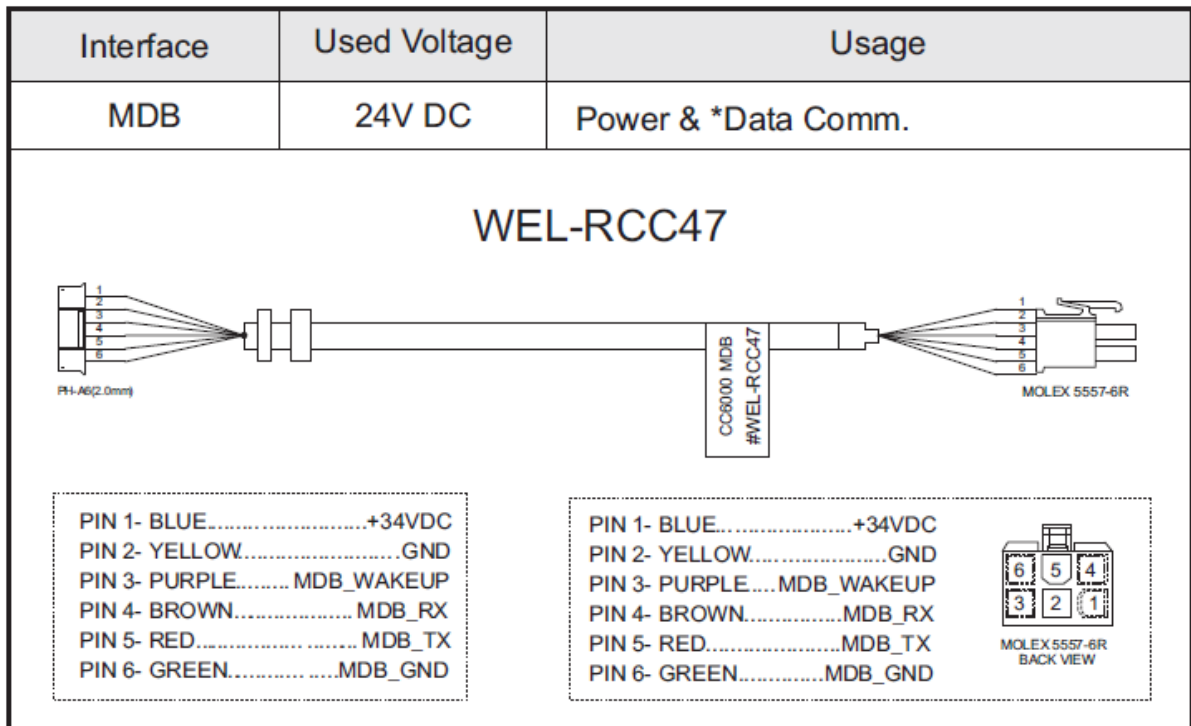 Interface Used Voltage Usage
MDB 24V DC Power & *Data Comm.
WEL-RCC47
1
2
3
4
5
6
PH-A6(2.0mm)
CC6000 MDB
#WEL-RCC47
1
2
3
4
5
6
MOLEX 5557-6R
PIN 1- BLUE........................+34VDC
PIN 2- YELLOW........................GND
PIN 3- PURPLE......... MDB_WAKEUP
PIN 4- BROWN.................... MDB_RX
PIN 5- RED......................... MDB_TX
PIN 6- GREEN..................MDB_GND
PIN 1- BLUE.......................+34VDC
PIN 2- YELLOW.......................GND
PIN 3- PURPLE....MDB_WAKEUP
PIN 4- BROWN................MDB_RX
PIN 5- RED.......................MDB_TX
PIN 6- GREEN..............MDB_GND
6 5 4
3 2 1
MOLEX 5557-6R
BACK VIEW